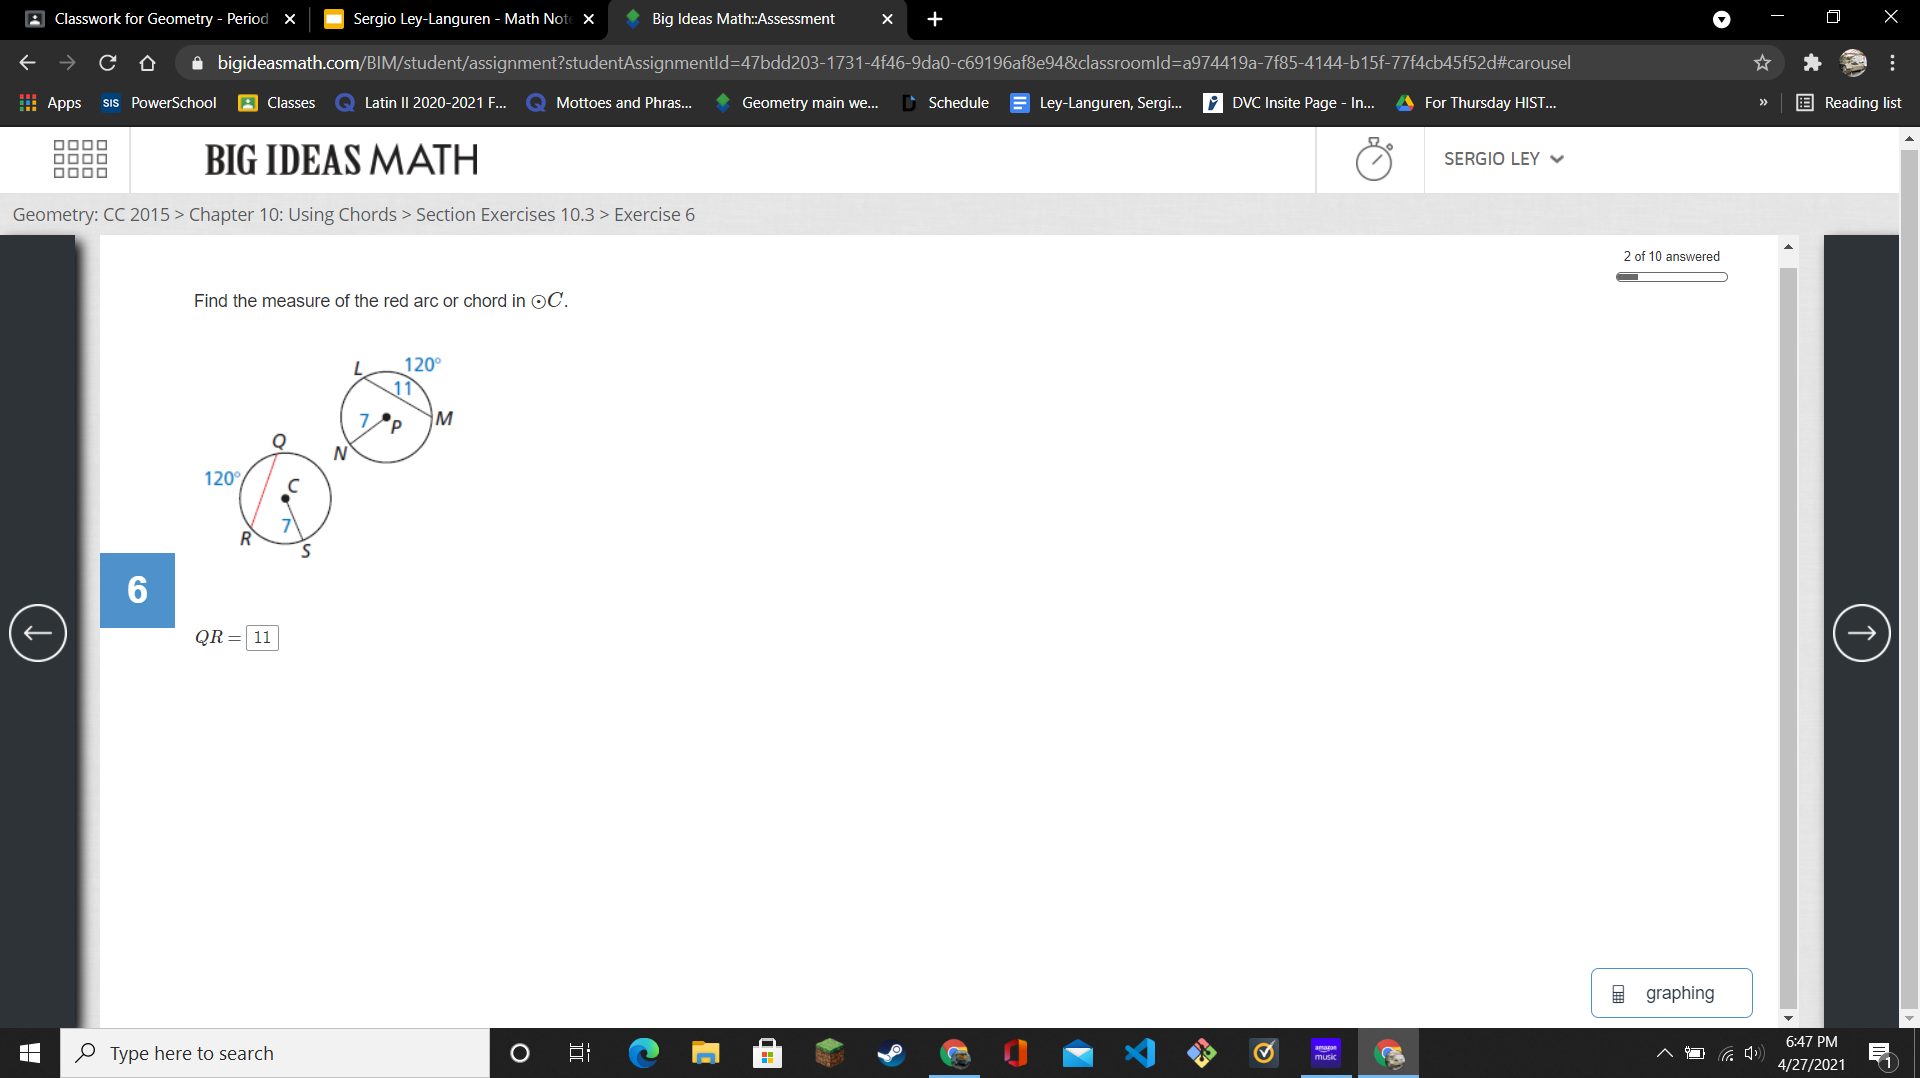 Classwork for Geometry - Period
Sergio Ley-Languren - Math Not
Big Ideas Math::Assessment
bigideasmath.com/BIM/student/assignment?studentAssignmentId=47bdd203-1731-4f46-9da0-c69196af8e94&classroomId=a974419a-7f85-4144-b15f-77f4cb45f52d#carousel
Apps
SIS PowerSchool
Classes
Latin II 2020-2021 F...
Mottoes and Phras...
Geometry main we...
Schedule
Ley-Languren, Sergi...
DVC Insite Page - In...
For Thursday HIST...
»
Reading list
BIG IDEAS MATH
SERGIO LEY
Geometry: CC 2015 > Chapter 10: Using Chords > Section Exercises 10.3 > Exercise 6
2 of 10 answered
Find the measure of the red arc or chord in ⊙C.
L 120°
11
7 P M
N
Q
120°
C
7
R
S
6
QR = 11
graphing
Type here to search
amazon music
6:47 PM
4/27/2021
1